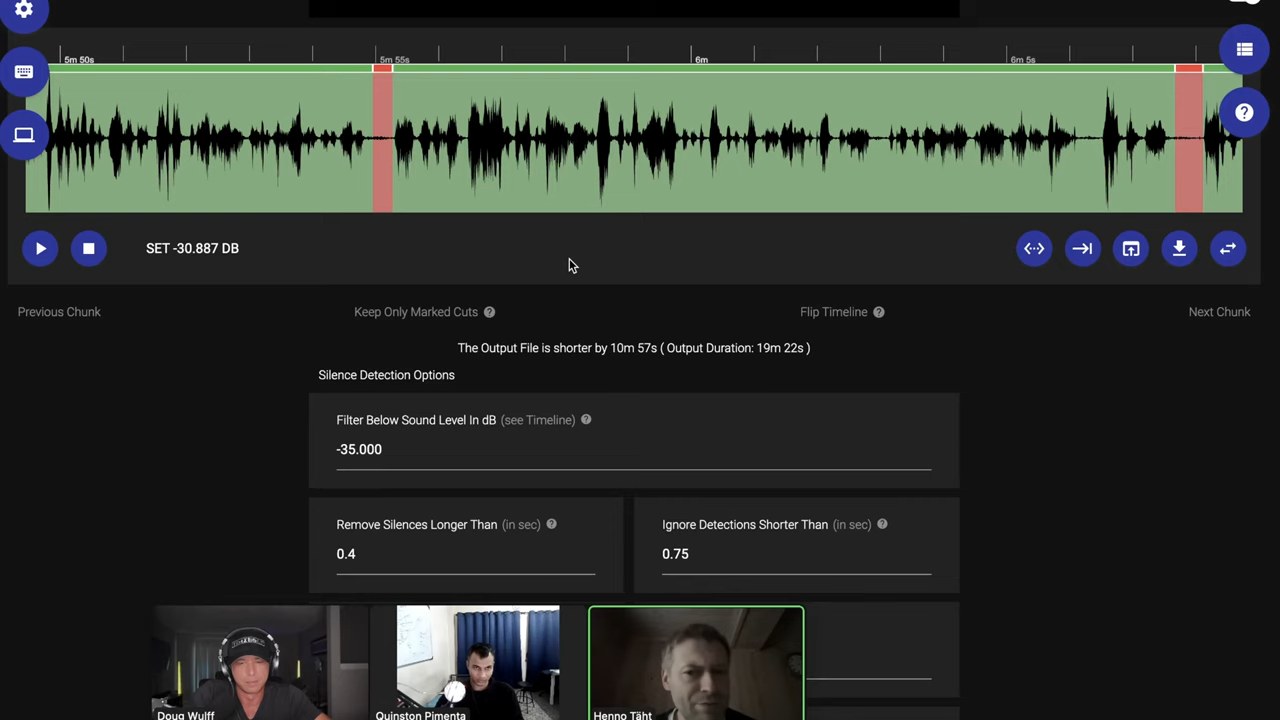 5m 50s 5m 55s 6m 6m 5s
SET -30.887 DB
Previous Chunk Keep Only Marked Cuts Flip Timeline Next Chunk
The Output File is shorter by 10m 57s ( Output Duration: 19m 22s )
Silence Detection Options
Filter Below Sound Level In dB (see Timeline)
-35.000
Remove Silences Longer Than (in sec) Ignore Detections Shorter Than (in sec)
0.4 0.75
Doug Wulff Quinston Pimenta Henno Täht